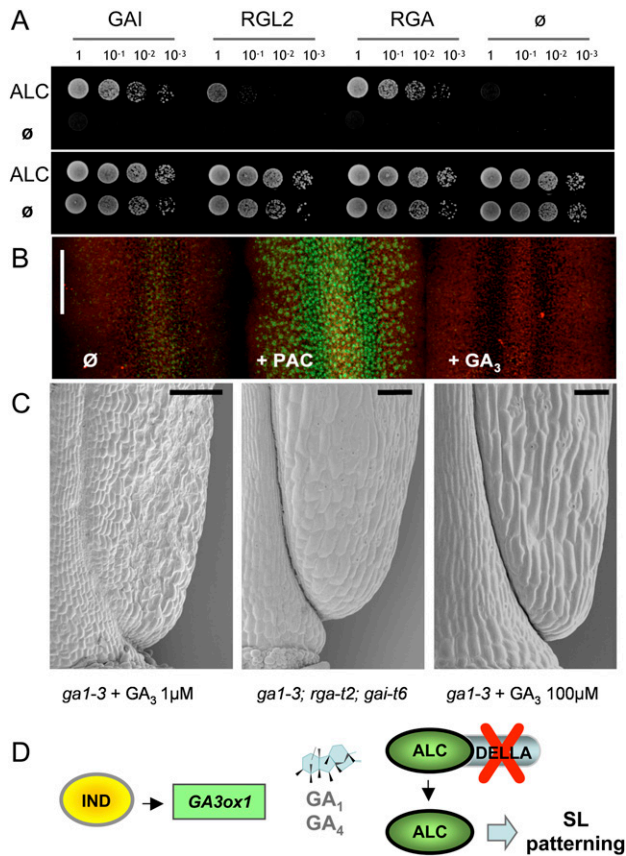 A
GAI RGL2 RGA ø
1 10⁻¹ 10⁻² 10⁻³ 1 10⁻¹ 10⁻² 10⁻³ 1 10⁻¹ 10⁻² 10⁻³ 1 10⁻¹ 10⁻² 10⁻³
ALC
ø
ALC
ø
B
Ø + PAC + GA₃
C
ga1-3 + GA₃ 1µM ga1-3; rga-t2; gai-t6 ga1-3 + GA₃ 100µM
D
IND GA3ox1
GA₁
GA₄
ALC DELLA
ALC SL
patterning